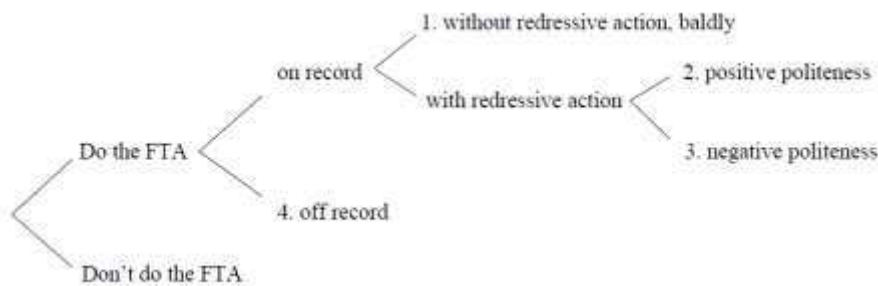 1. without redressive action, baldly
on record
2. positive politeness
with redressive action
Do the FTA
3. negative politeness
4. off record
Don't do the FTA